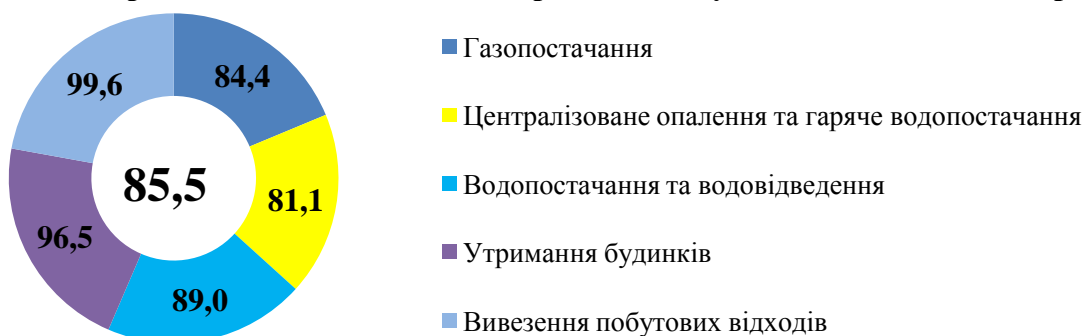 99,6
84,4
85,5
81,1
96,5
89,0
Газопостачання
Централізоване опалення та гаряче водопостачання
Водопостачання та водовідведення
Утримання будинків
Вивезення побутових відходів